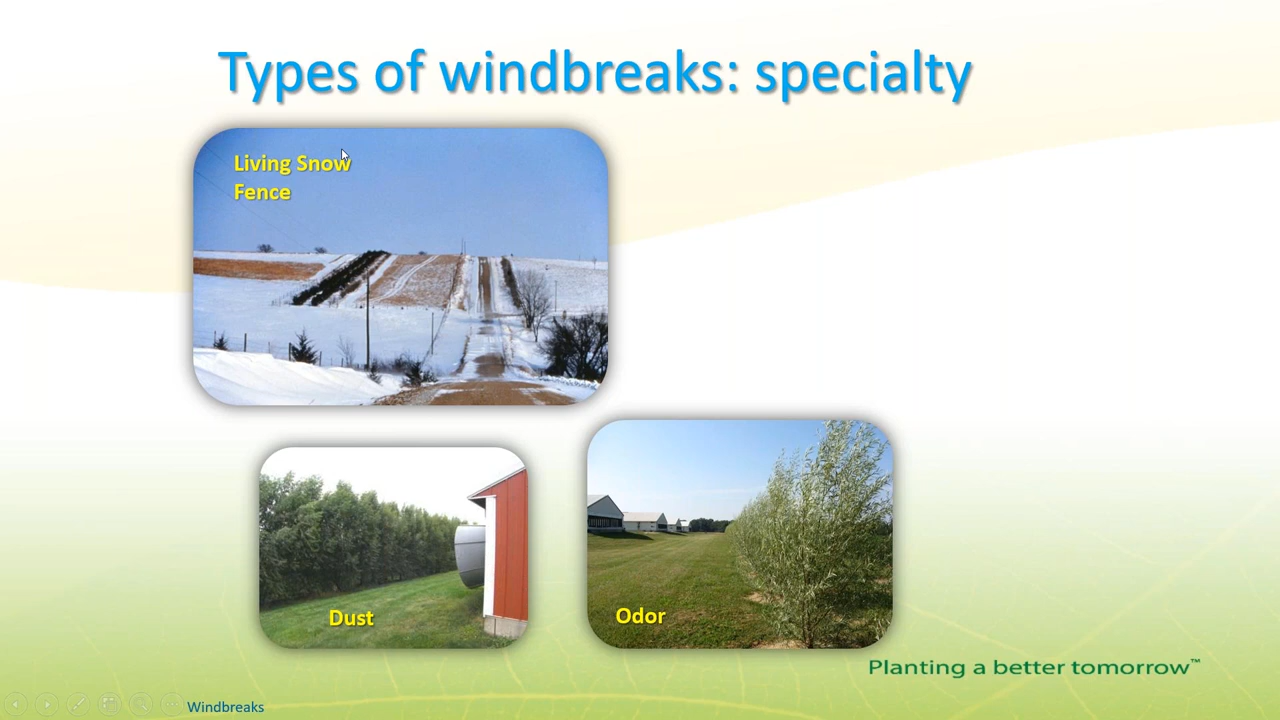 Types of windbreaks: specialty
Living Snow
Fence
Dust
Odor
Planting a better tomorrow™
Windbreaks